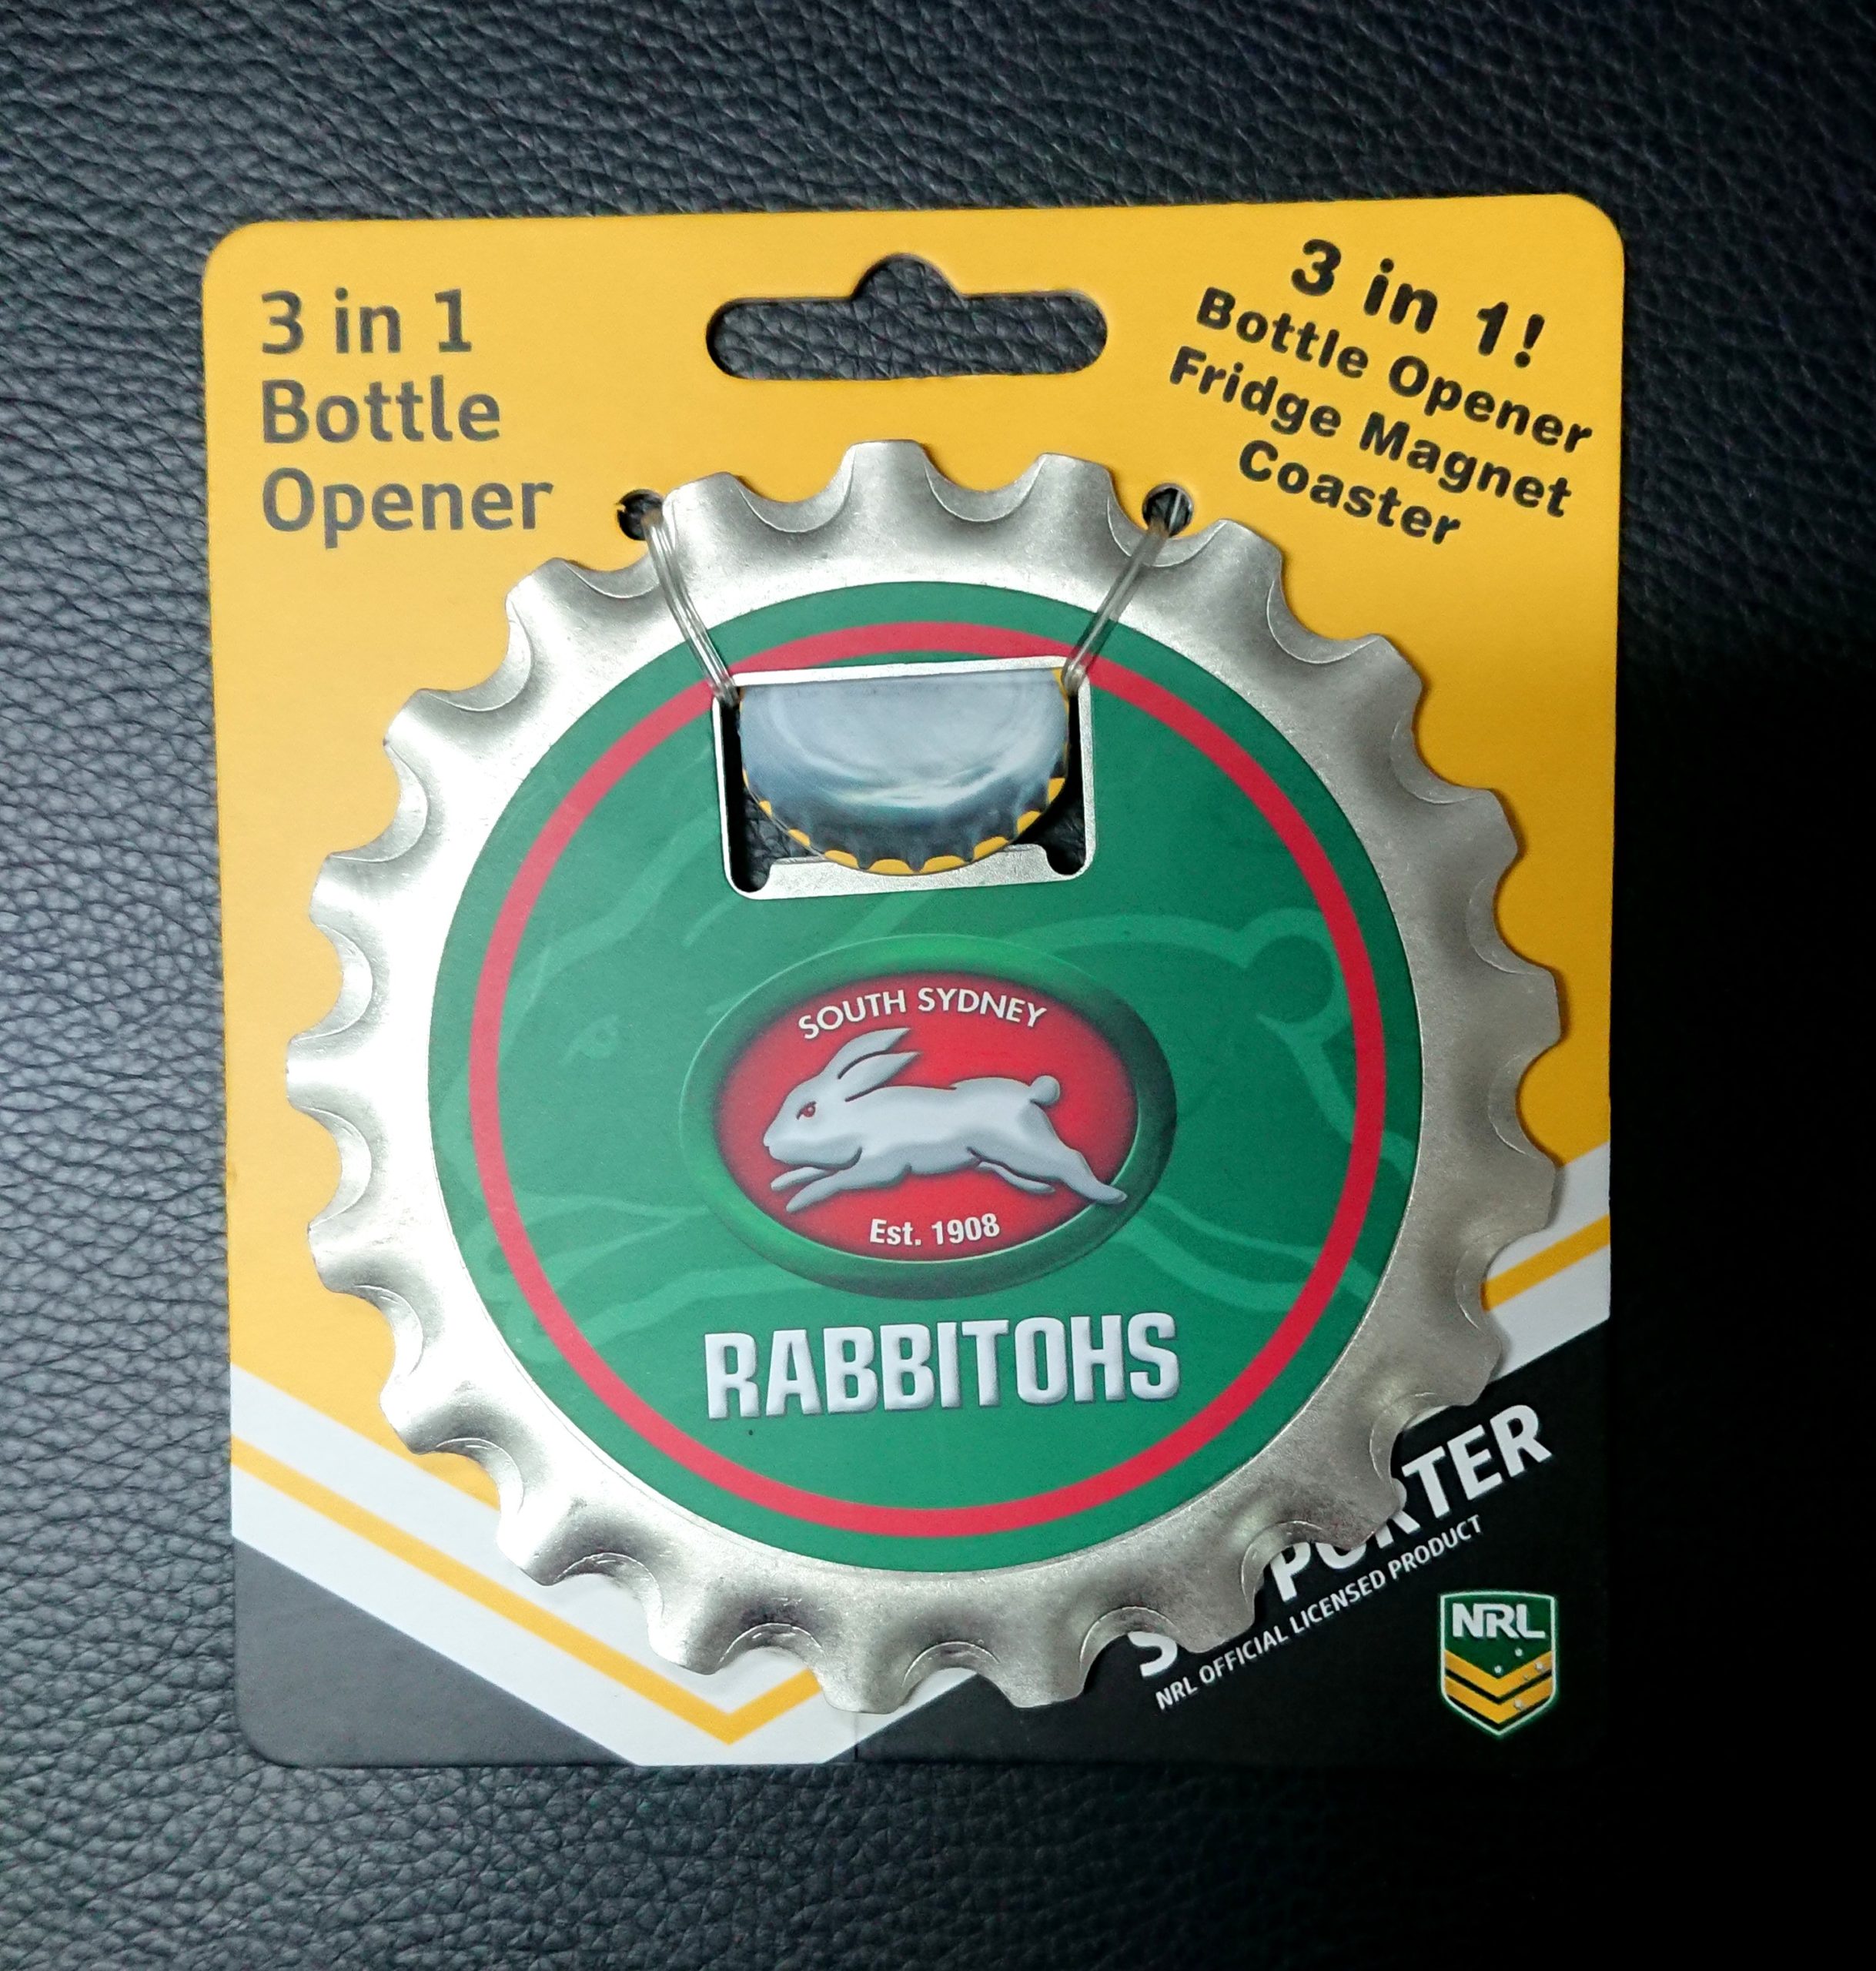 3 in 1
Bottle
Opener
3 in 1!
Bottle Opener
Fridge Magnet
Coaster
SOUTH SYDNEY
Est. 1908
RABBITOHS
NRL OFFICIAL LICENSED PRODUCT
NRL